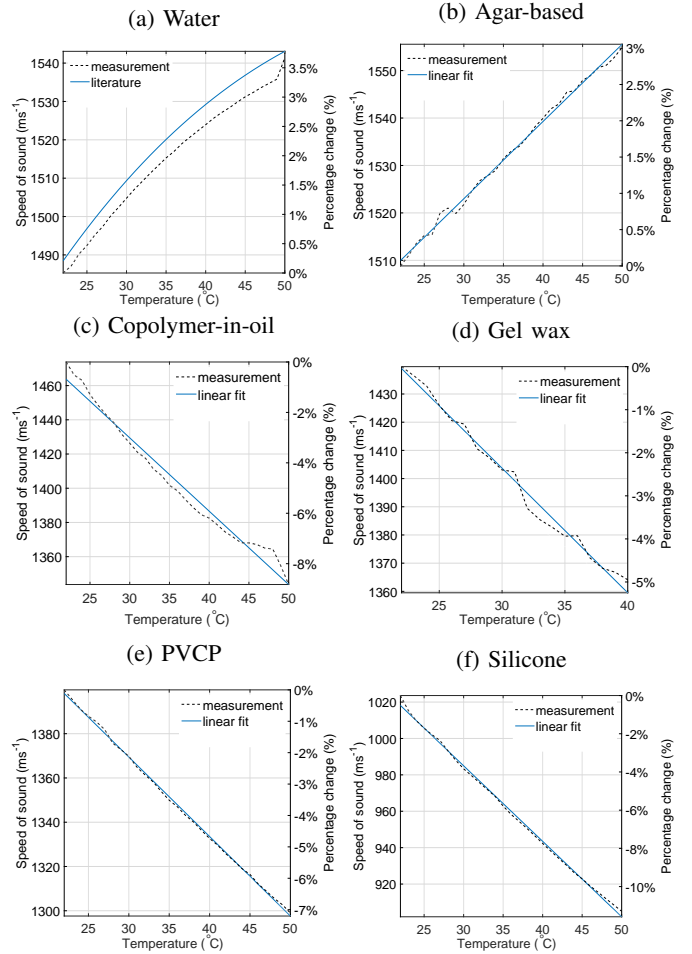 (a) Water
1540
1530
1520
1510
1500
1490
Speed of sound (ms⁻¹)
measurement
literature
3.5%
3%
2.5%
2%
1.5%
1%
0.5%
0%
Percentage change (%)
25 30 35 40 45 50
Temperature (°C)
(b) Agar-based
1550
1540
1530
1520
1510
Speed of sound (ms⁻¹)
measurement
linear fit
3%
2.5%
2%
1.5%
1%
0.5%
0%
Percentage change (%)
25 30 35 40 45 50
Temperature (°C)
(c) Copolymer-in-oil
1460
1440
1420
1400
1380
1360
Speed of sound (ms⁻¹)
measurement
linear fit
0%
-2%
-4%
-6%
-8%
Percentage change (%)
25 30 35 40 45 50
Temperature (°C)
(d) Gel wax
1430
1420
1410
1400
1390
1380
1370
1360
Speed of sound (ms⁻¹)
measurement
linear fit
0%
-1%
-2%
-3%
-4%
-5%
Percentage change (%)
25 30 35 40
Temperature (°C)
(e) PVCP
1380
1360
1340
1320
1300
Speed of sound (ms⁻¹)
measurement
linear fit
0%
-1%
-2%
-3%
-4%
-5%
-6%
-7%
Percentage change (%)
25 30 35 40 45 50
Temperature (°C)
(f) Silicone
1020
1000
980
960
940
920
Speed of sound (ms⁻¹)
measurement
linear fit
0%
-2%
-4%
-6%
-8%
-10%
Percentage change (%)
25 30 35 40 45 50
Temperature (°C)